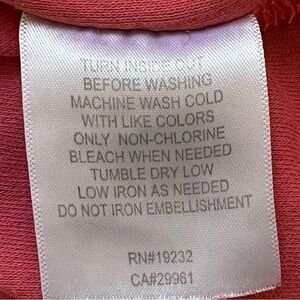 TURN INSIDE OUT
BEFORE WASHING
MACHINE WASH COLD
WITH LIKE COLORS
ONLY NON-CHLORINE
BLEACH WHEN NEEDED
TUMBLE DRY LOW
LOW IRON AS NEEDED
DO NOT IRON EMBELLISHMENT
RN#19232
CA#29961